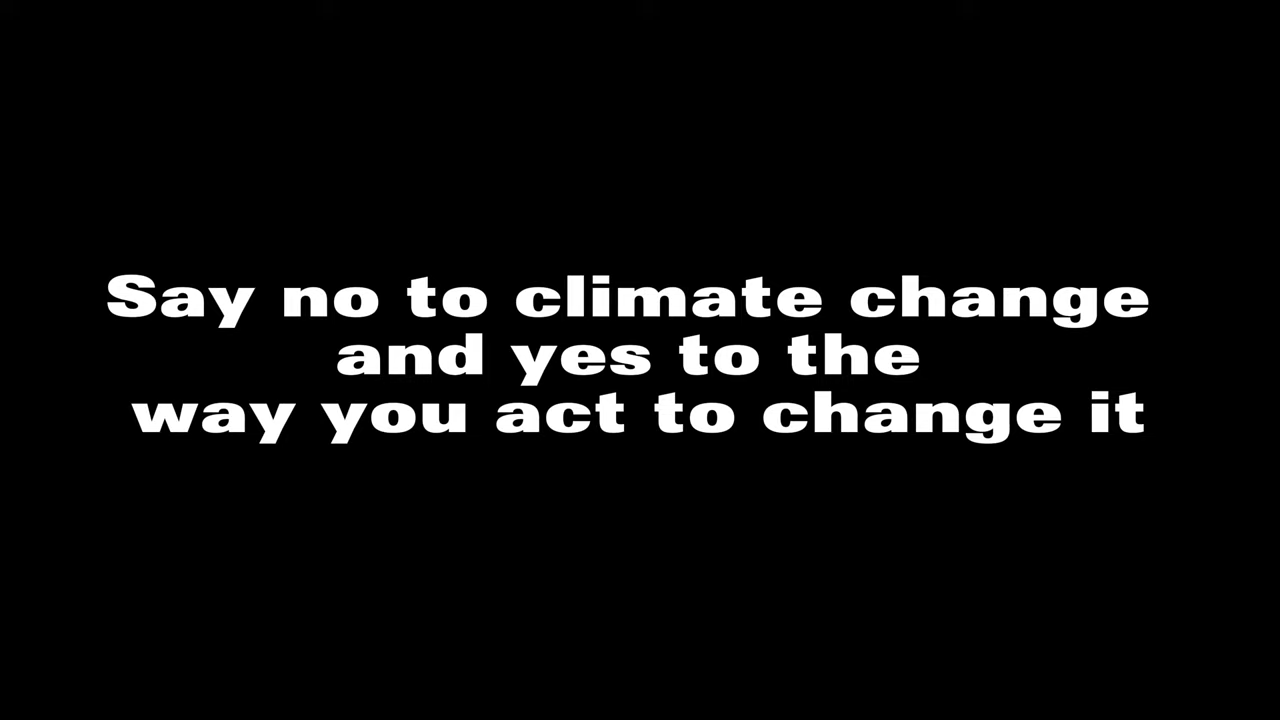 Say no to climate change
and yes to the
way you act to change it